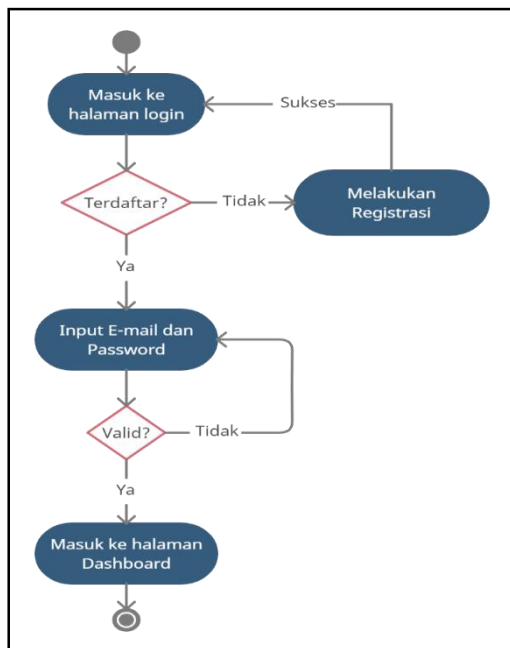 Masuk ke
halaman login
Sukses
Terdaftar?
Tidak
Melakukan
Registrasi
Ya
Input E-mail dan
Password
Valid?
Tidak
Ya
Masuk ke halaman
Dashboard